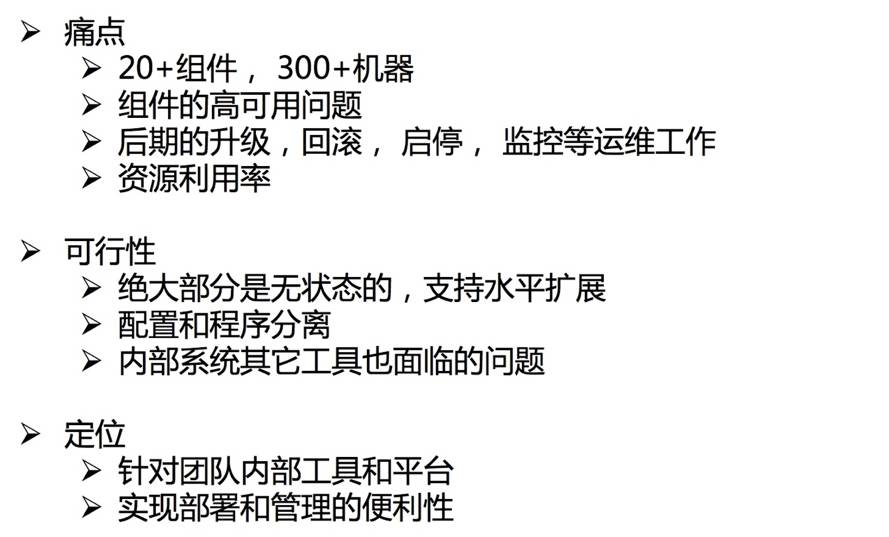 ➢ 痛点
➢ 20+组件，300+机器
➢ 组件的高可用问题
➢ 后期的升级，回滚，启停，监控等运维工作
➢ 资源利用率
➢ 可行性
➢ 绝大部分是无状态的，支持水平扩展
➢ 配置和程序分离
➢ 内部系统其它工具也面临的问题
➢ 定位
➢ 针对团队内部工具和平台
➢ 实现部署和管理的便利性